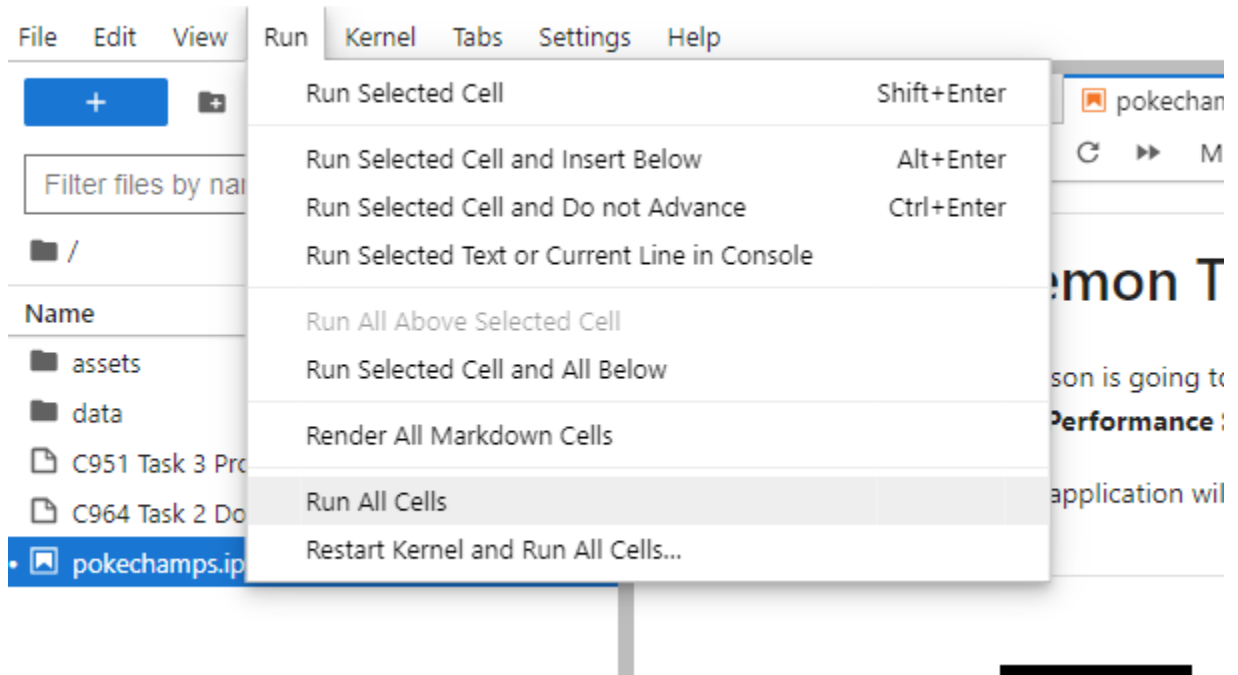 File Edit View Run Kernel Tabs Settings Help
+
Run Selected Cell Shift+Enter
pokecham
Filter files by na
Run Selected Cell and Insert Below Alt+Enter
M
Run Selected Cell and Do not Advance Ctrl+Enter
/
Run Selected Text or Current Line in Console
emon T
Name
Run All Above Selected Cell
assets
Run Selected Cell and All Below
son is going to
data
Performance
Render All Markdown Cells
C951 Task 3 Pro
Run All Cells
application wil
C964 Task 2 Do
Restart Kernel and Run All Cells...
pokechamps.ip